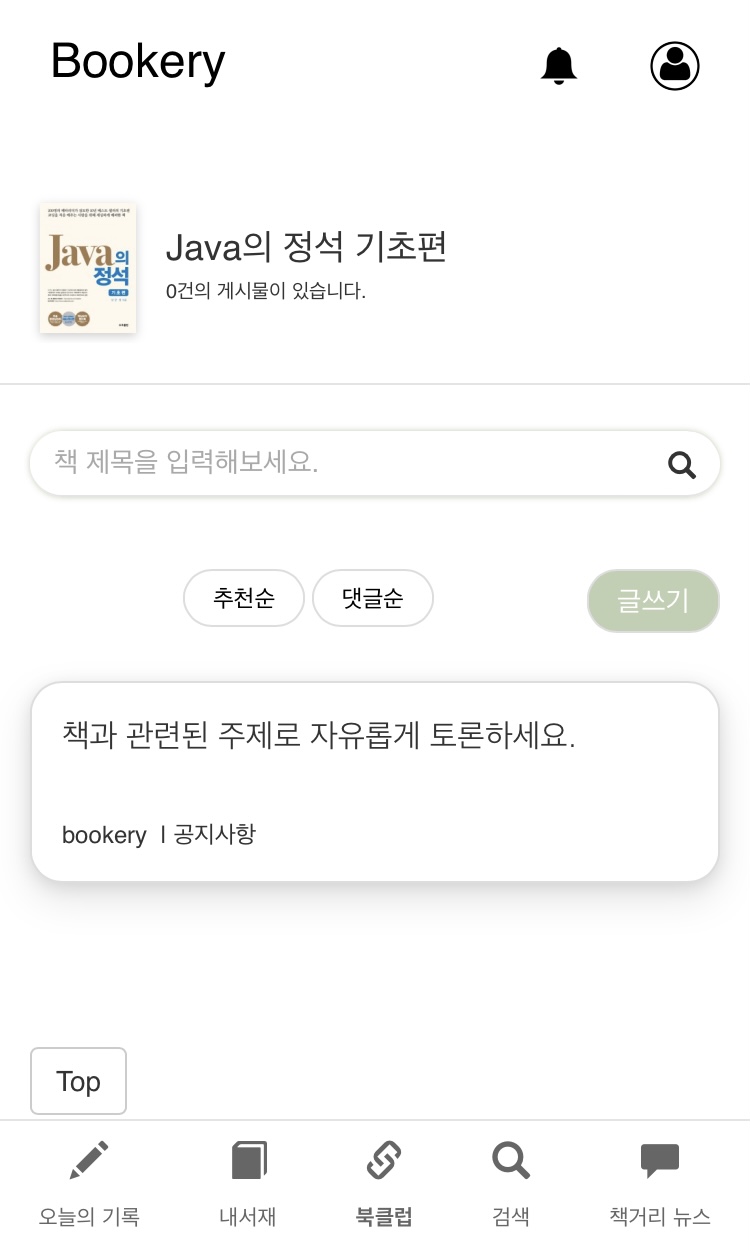 Bookery
Java의
정석
Java의 정석 기초편
0건의 게시물이 있습니다.
책 제목을 입력해보세요.
추천순 댓글순 글쓰기
책과 관련된 주제로 자유롭게 토론하세요.
bookery ㅣ공지사항
Top
오늘의 기록 내서재 북클럽 검색 책거리 뉴스